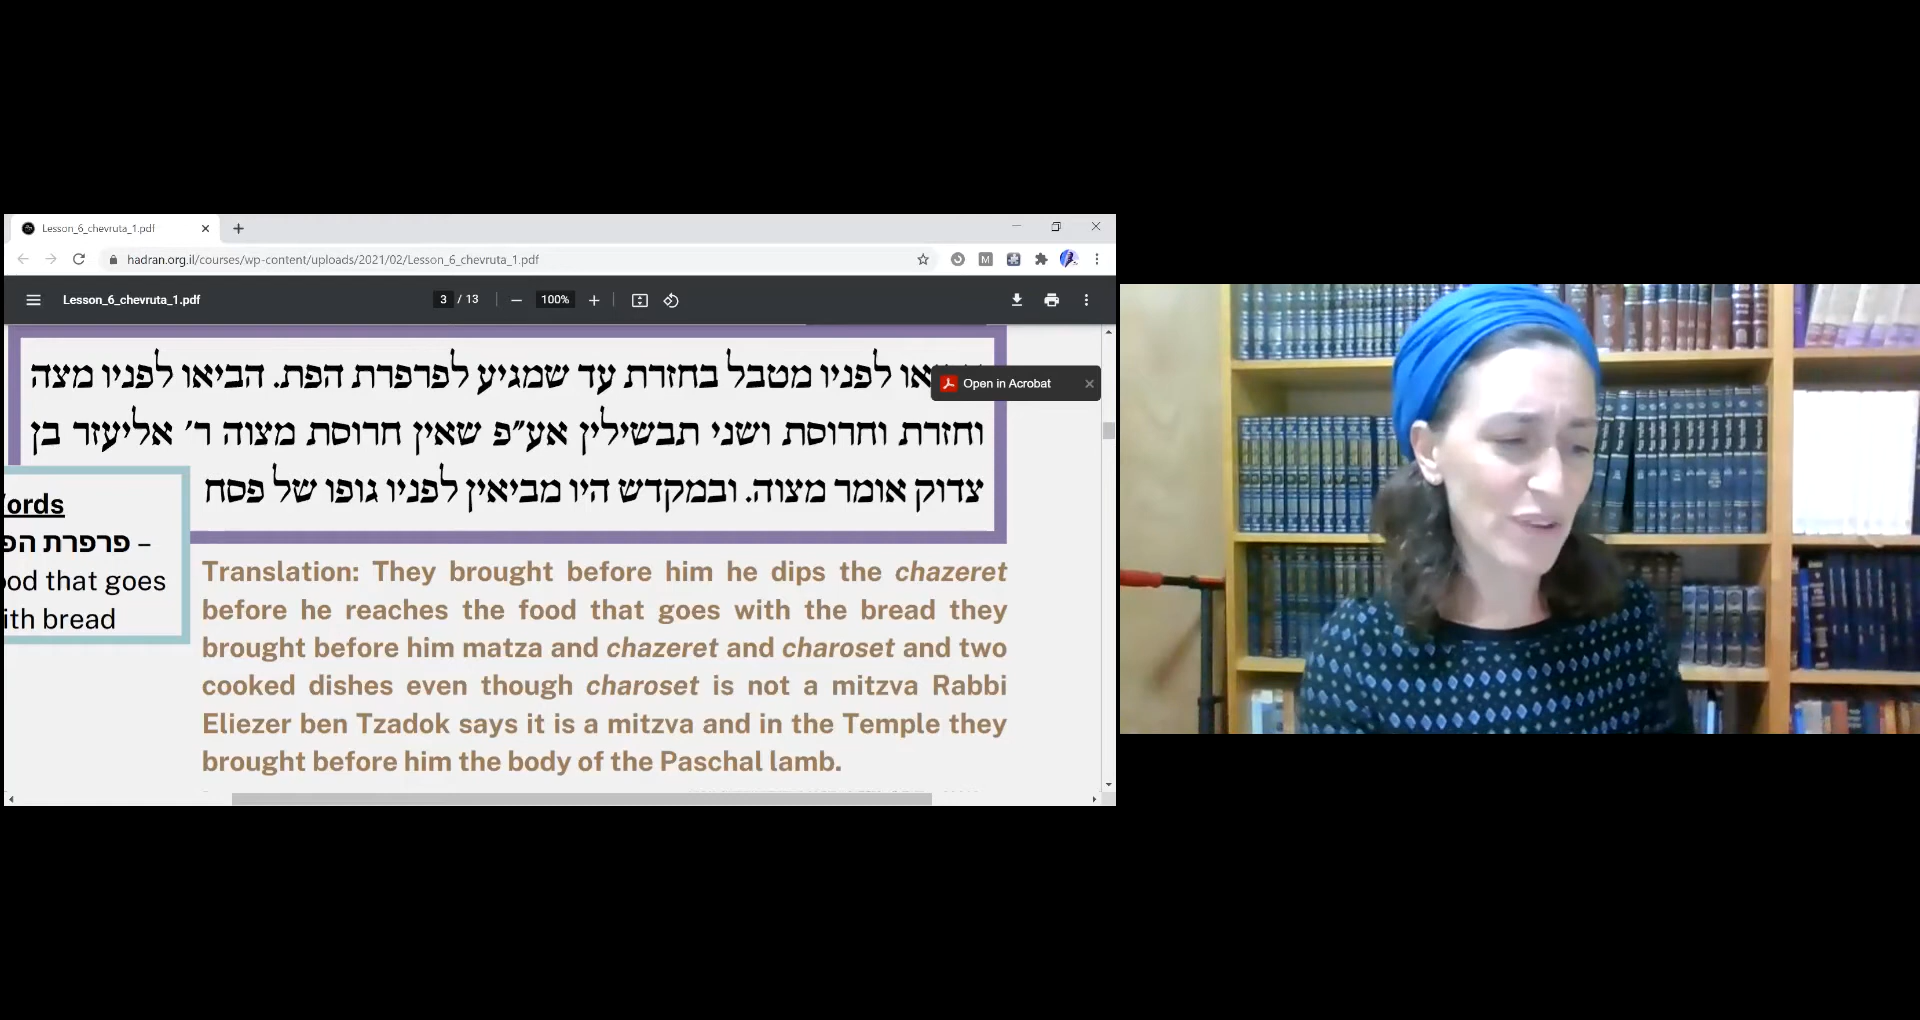 Lesson_6_chevruta_1.pdf
hadran.org.il/courses/wp-content/uploads/2021/02/Lesson_6_chevruta_1.pdf
Lesson_6_chevruta_1.pdf
3 / 13
100%
לפניו מטבל בחזרת עד שמגיע לפרפרת הפת. הביאו לפניו מצה
Open in Acrobat
וחזרת וחרוסת ושני תבשילין אע״פ שאין חרוסת מצוה ר׳ אליעזר בן
צדוק אומר מצוה. ובמקדש היו מביאין לפניו גופו של פסח
ords
פרפרת הפ –
ood that goes
ith bread
Translation: They brought before him he dips the chazeret
before he reaches the food that goes with the bread they
brought before him matza and chazeret and charoset and two
cooked dishes even though charoset is not a mitzva Rabbi
Eliezer ben Tzadok says it is a mitzva and in the Temple they
brought before him the body of the Paschal lamb.